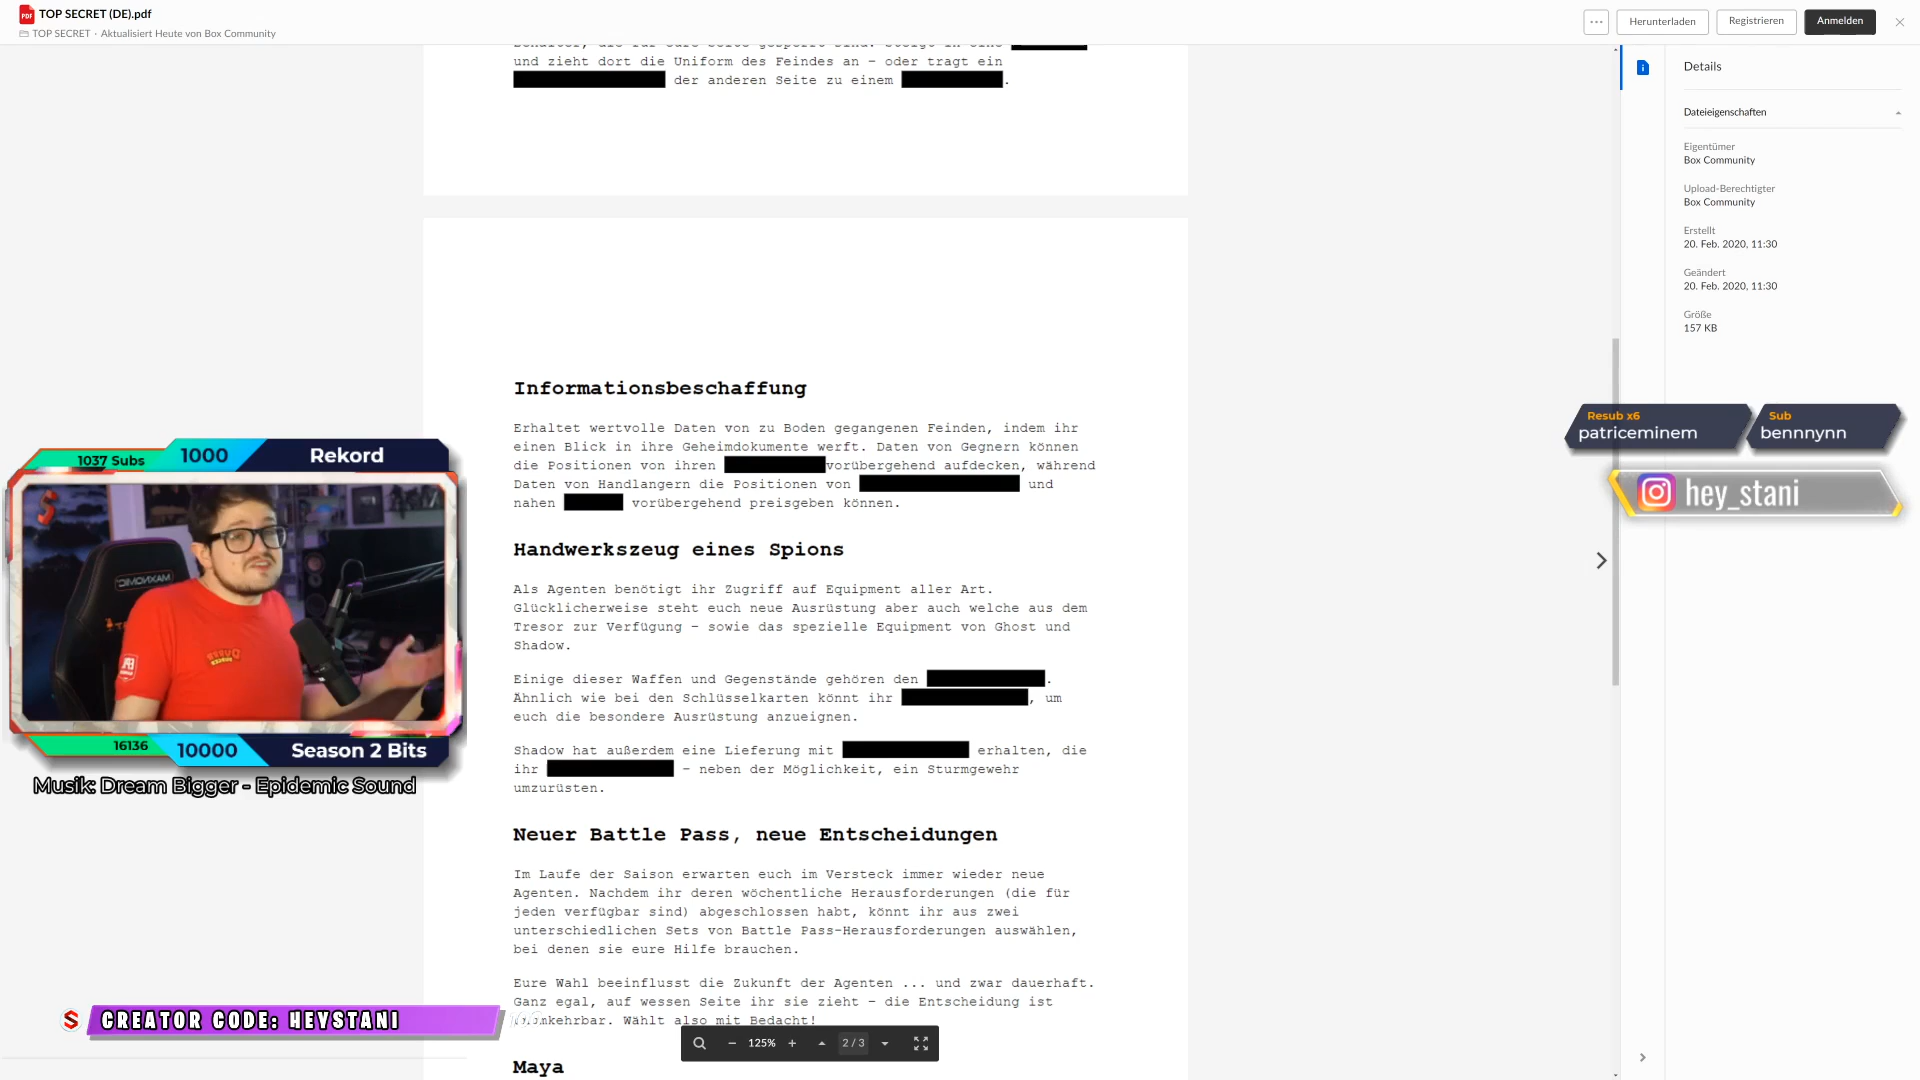 TOP SECRET (DE).pdf
TOP SECRET · Aktualisiert Heute von Box Community
Herunterladen
Registrieren
Anmelden
und zieht dort die Uniform des Feindes an – oder tragt ein
der anderen Seite zu einem .
Informationsbeschaffung
Erhaltet wertvolle Daten von zu Boden gegangenen Feinden, indem ihr
einen Blick in ihre Geheimdokumente werft. Daten von Gegnern können
die Positionen von ihren vorübergehend aufdecken, während
Daten von Handlangern die Positionen von und
nahen vorübergehend preisgeben können.
Handwerkszeug eines Spions
Als Agenten benötigt ihr Zugriff auf Equipment aller Art.
Glücklicherweise steht euch neue Ausrüstung aber auch welche aus dem
Tresor zur Verfügung – sowie das spezielle Equipment von Ghost und
Shadow.
Einige dieser Waffen und Gegenstände gehören den .
Ähnlich wie bei den Schlüsselkarten könnt ihr , um
euch die besondere Ausrüstung anzueignen.
Shadow hat außerdem eine Lieferung mit erhalten, die
ihr – neben der Möglichkeit, ein Sturmgewehr
umzurüsten.
Neuer Battle Pass, neue Entscheidungen
Im Laufe der Saison erwarten euch im Versteck immer wieder neue
Agenten. Nachdem ihr deren wöchentliche Herausforderungen (die für
jeden verfügbar sind) abgeschlossen habt, könnt ihr aus zwei
unterschiedlichen Sets von Battle Pass-Herausforderungen auswählen,
bei denen sie eure Hilfe brauchen.
Eure Wahl beeinflusst die Zukunft der Agenten ... und zwar dauerhaft.
Ganz egal, auf wessen Seite ihr sie zieht – die Entscheidung ist
Wählt also mit Bedacht!
Maya
125%
2 / 3
Details
Dateieigenschaften
Eigentümer
Box Community
Upload-Berechtigter
Box Community
Erstellt
20. Feb. 2020, 11:30
Geändert
20. Feb. 2020, 11:30
Größe
157 KB
Resub x6
patriceminem
Sub
bennnynn
hey_stani
1037 Subs
1000
Rekord
16136
10000
Season 2 Bits
Musik: Dream Bigger - Epidemic Sound
CREATOR CODE: HEYSTANI